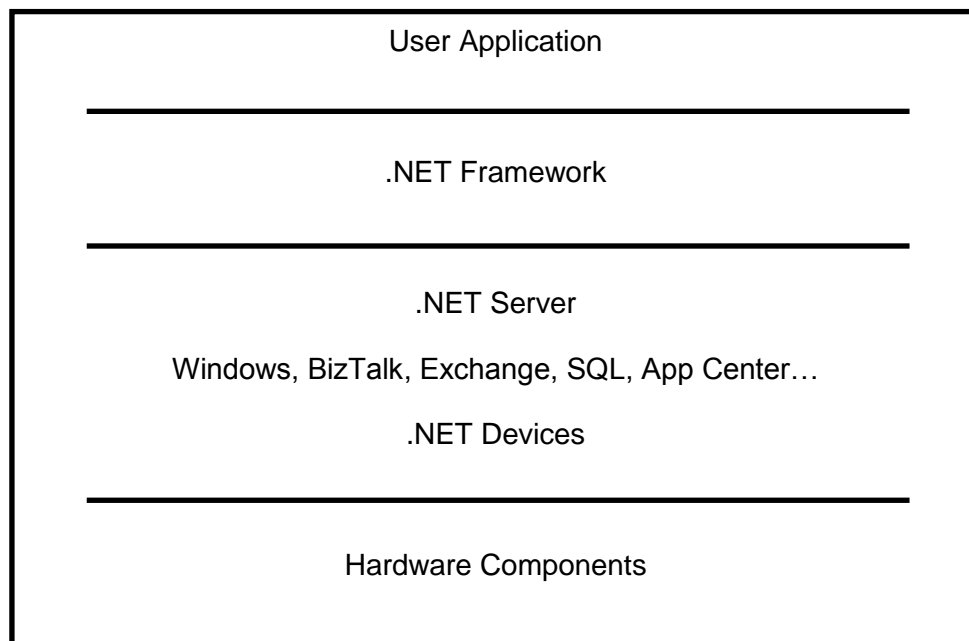 User Application
.NET Framework
.NET Server
Windows, BizTalk, Exchange, SQL, App Center…
.NET Devices
Hardware Components